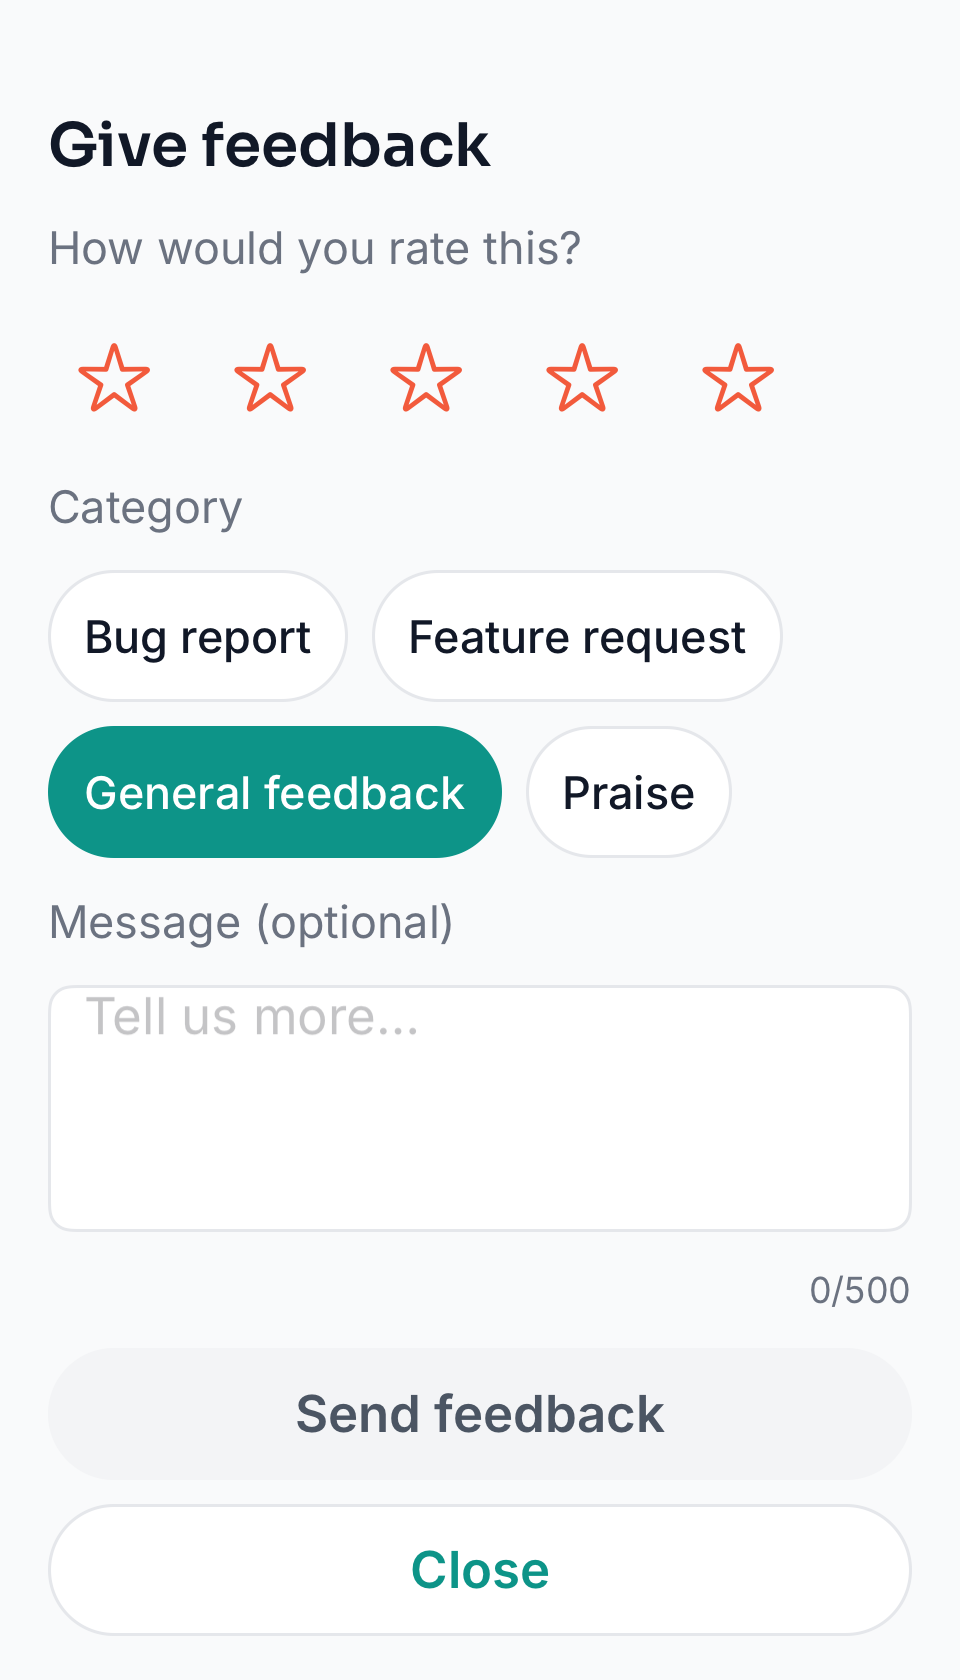 Give feedback
How would you rate this?
Category
Bug report
Feature request
General feedback
Praise
Message (optional)
Tell us more...
0/500
Send feedback
Close